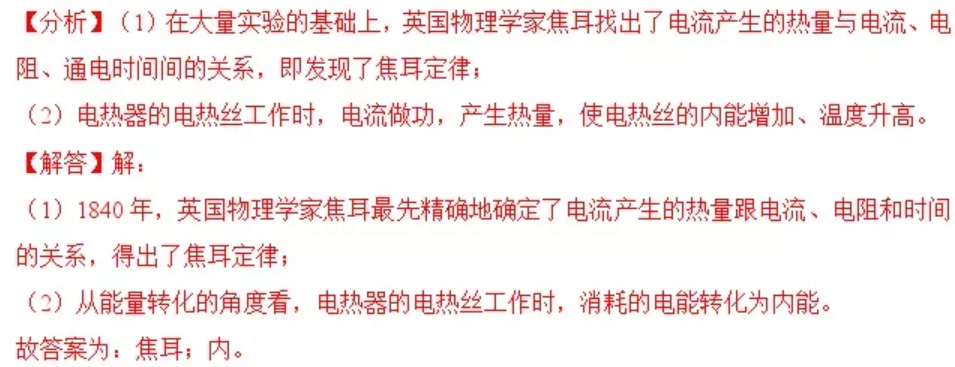 【分析】（1）在大量实验的基础上，英国物理学家焦耳找出了电流产生的热量与电流、电
阻、通电时间间的关系，即发现了焦耳定律；
（2）电热器的电热丝工作时，电流做功，产生热量，使电热丝的内能增加、温度升高。
【解答】解：
（1）1840年，英国物理学家焦耳最先精确地确定了电流产生的热量跟电流、电阻和时间
的关系，得出了焦耳定律；
（2）从能量转化的角度看，电热器的电热丝工作时，消耗的电能转化为内能。
故答案为：焦耳；内。